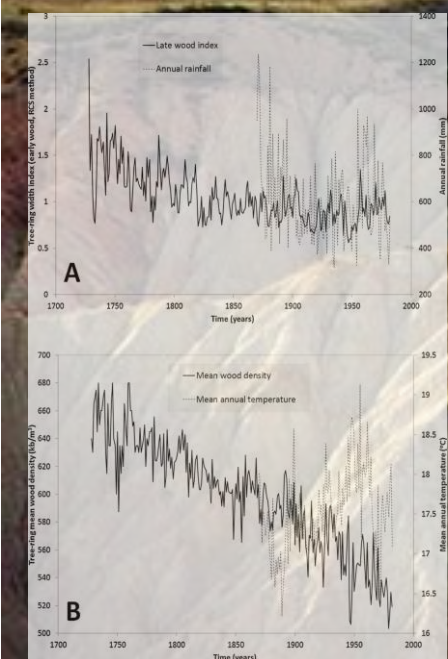 3
2.5
2
1.5
1
0.5
0
1400
1200
1000
800
600
400
200
Late wood index
Annual rainfall
Tree-ring width index (early wood, RCS method)
Annual rainfall (mm)
A
1700 1750 1800 1850 1900 1950 2000
Time (years)
700
680
660
640
620
600
580
560
540
520
500
19.5
19
18.5
18
17.5
17
16.5
16
Mean wood density
Mean annual temperature
Tree-ring mean wood density (kb/m³)
Mean annual temperature (°C)
B
1700 1750 1800 1850 1900 1950 2000
Time (years)